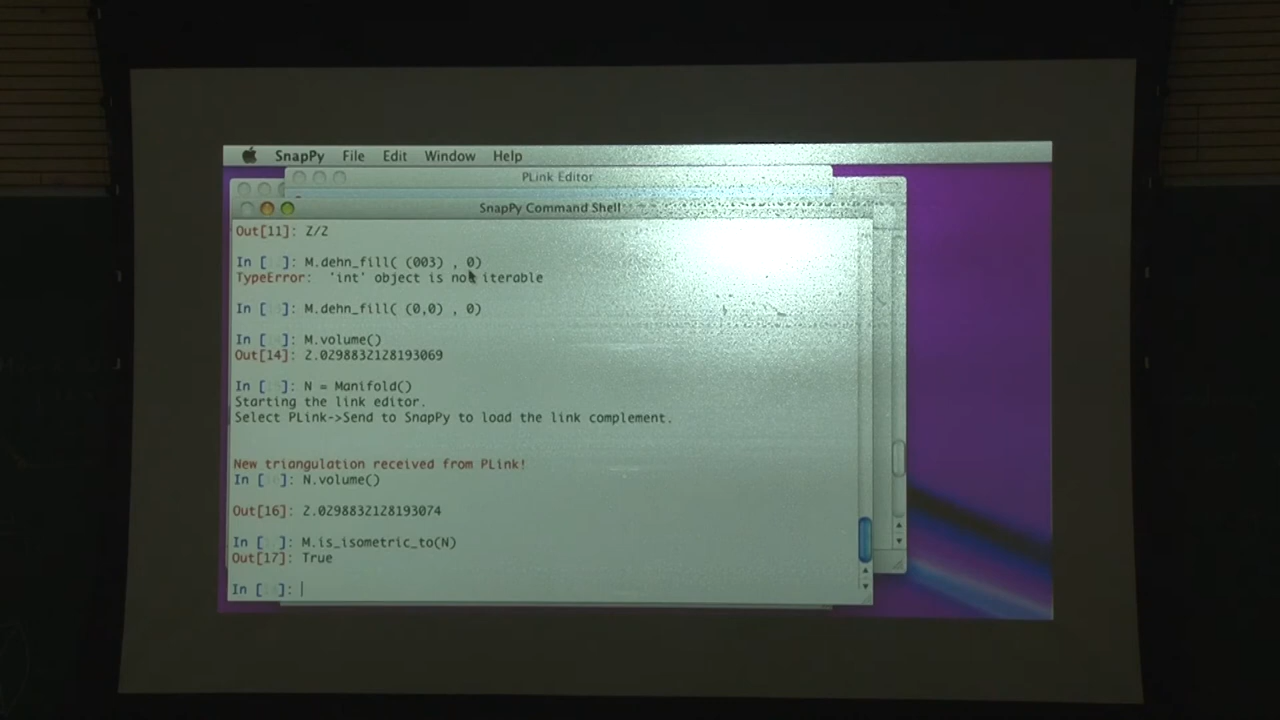 SnapPy File Edit Window Help
PLink Editor
SnapPy Command Shell
Out[11]: Z/2
In [ ]: M.dehn_fill( (003) , 0)
TypeError: 'int' object is not iterable
In [ ]: M.dehn_fill( (0,0) , 0)
In [ ]: M.volume()
Out[14]: 2.0298832128193069
In [ ]: N = Manifold()
Starting the link editor.
Select PLink->Send to SnapPy to load the link complement.
New triangulation received from PLink!
In [ ]: N.volume()
Out[16]: 2.0298832128193074
In [ ]: M.is_isometric_to(N)
Out[17]: True
In [ ]: